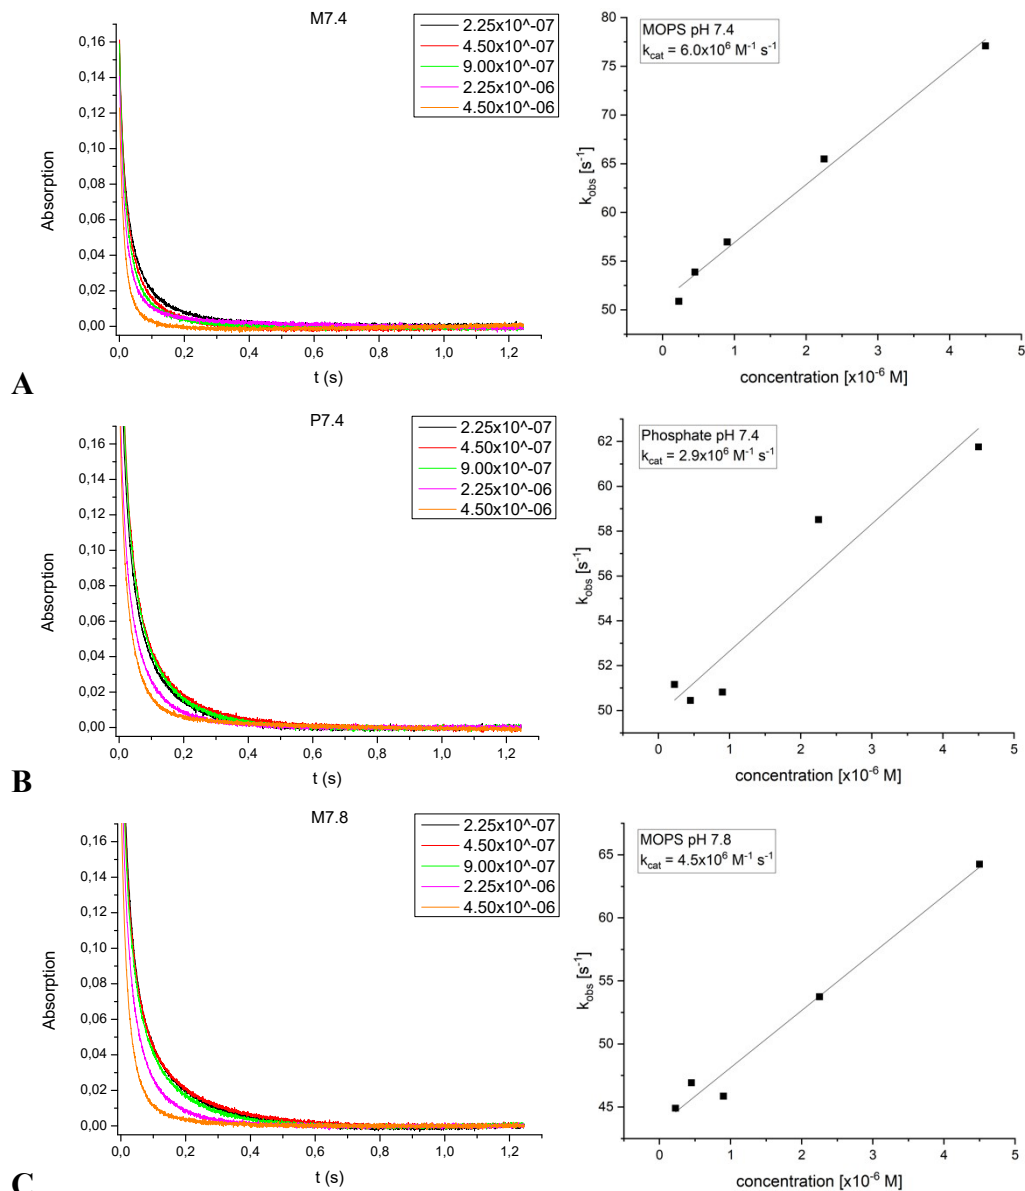 M7.4
2.25x10^-07
4.50x10^-07
9.00x10^-07
2.25x10^-06
4.50x10^-06
0,16
0,14
0,12
0,10
0,08
0,06
0,04
0,02
0,00
Absorption
0,0 0,2 0,4 0,6 0,8 1,0 1,2
t (s)
MOPS pH 7.4
kcat = 6.0x10⁶ M⁻¹ s⁻¹
80
75
70
65
60
55
50
kobs [s⁻¹]
0 1 2 3 4 5
concentration [x10⁻⁶ M]
A
P7.4
2.25x10^-07
4.50x10^-07
9.00x10^-07
2.25x10^-06
4.50x10^-06
0,16
0,14
0,12
0,10
0,08
0,06
0,04
0,02
0,00
Absorption
0,0 0,2 0,4 0,6 0,8 1,0 1,2
t (s)
Phosphate pH 7.4
kcat = 2.9x10⁶ M⁻¹ s⁻¹
62
60
58
56
54
52
50
kobs [s⁻¹]
0 1 2 3 4 5
concentration [x10⁻⁶ M]
B
M7.8
2.25x10^-07
4.50x10^-07
9.00x10^-07
2.25x10^-06
4.50x10^-06
0,16
0,14
0,12
0,10
0,08
0,06
0,04
0,02
0,00
Absorption
0,0 0,2 0,4 0,6 0,8 1,0 1,2
t (s)
MOPS pH 7.8
kcat = 4.5x10⁶ M⁻¹ s⁻¹
65
60
55
50
45
kobs [s⁻¹]
0 1 2 3 4 5
concentration [x10⁻⁶ M]
C